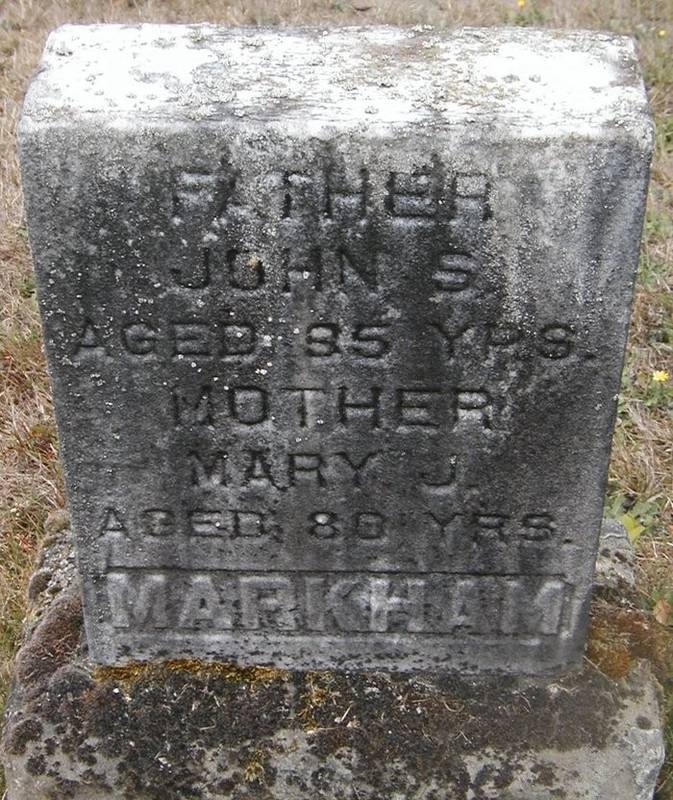 FATHER
JOHN S.
AGED 85 YRS.
MOTHER
MARY J.
AGED 80 YRS.
MARKHAM